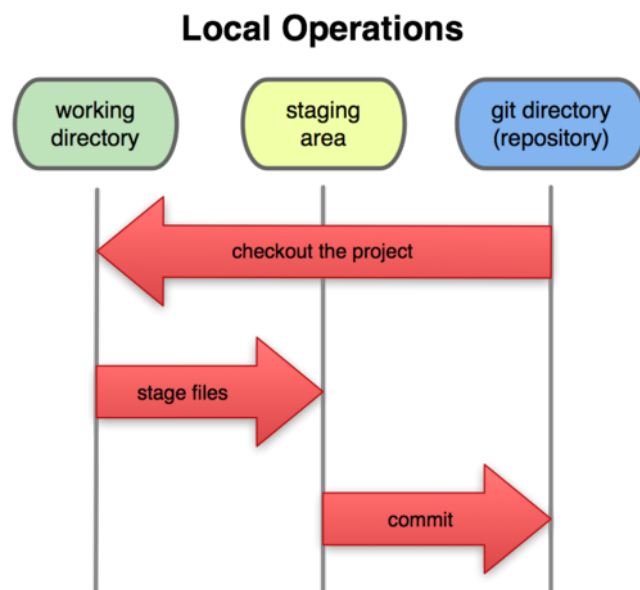 Local Operations
working
directory
staging
area
git directory
(repository)
checkout the project
stage files
commit